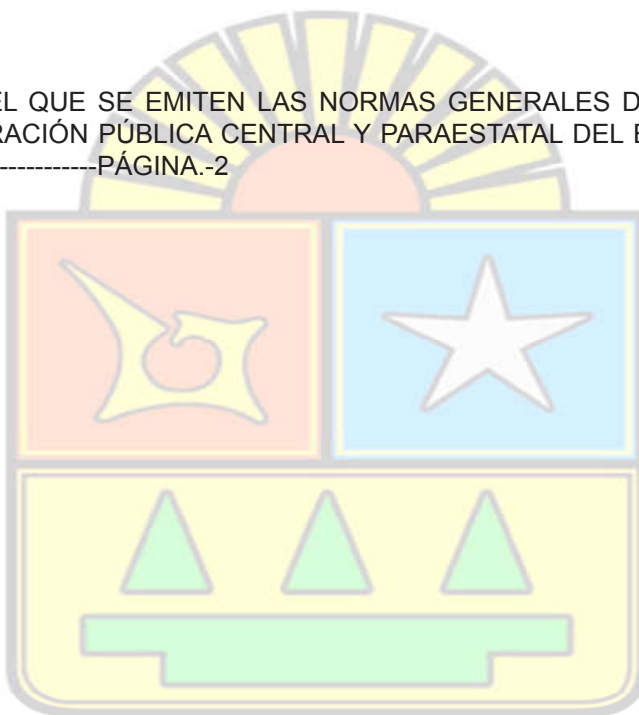 EL QUE SE EMITEN LAS NORMAS GENERALES D
RACIÓN PÚBLICA CENTRAL Y PARAESTATAL DEL E
-----------PÁGINA.-2